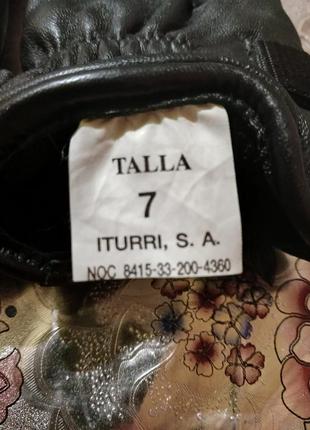 TALLA
7
ITURRI, S. A.
NOC 8415-33-200-4360